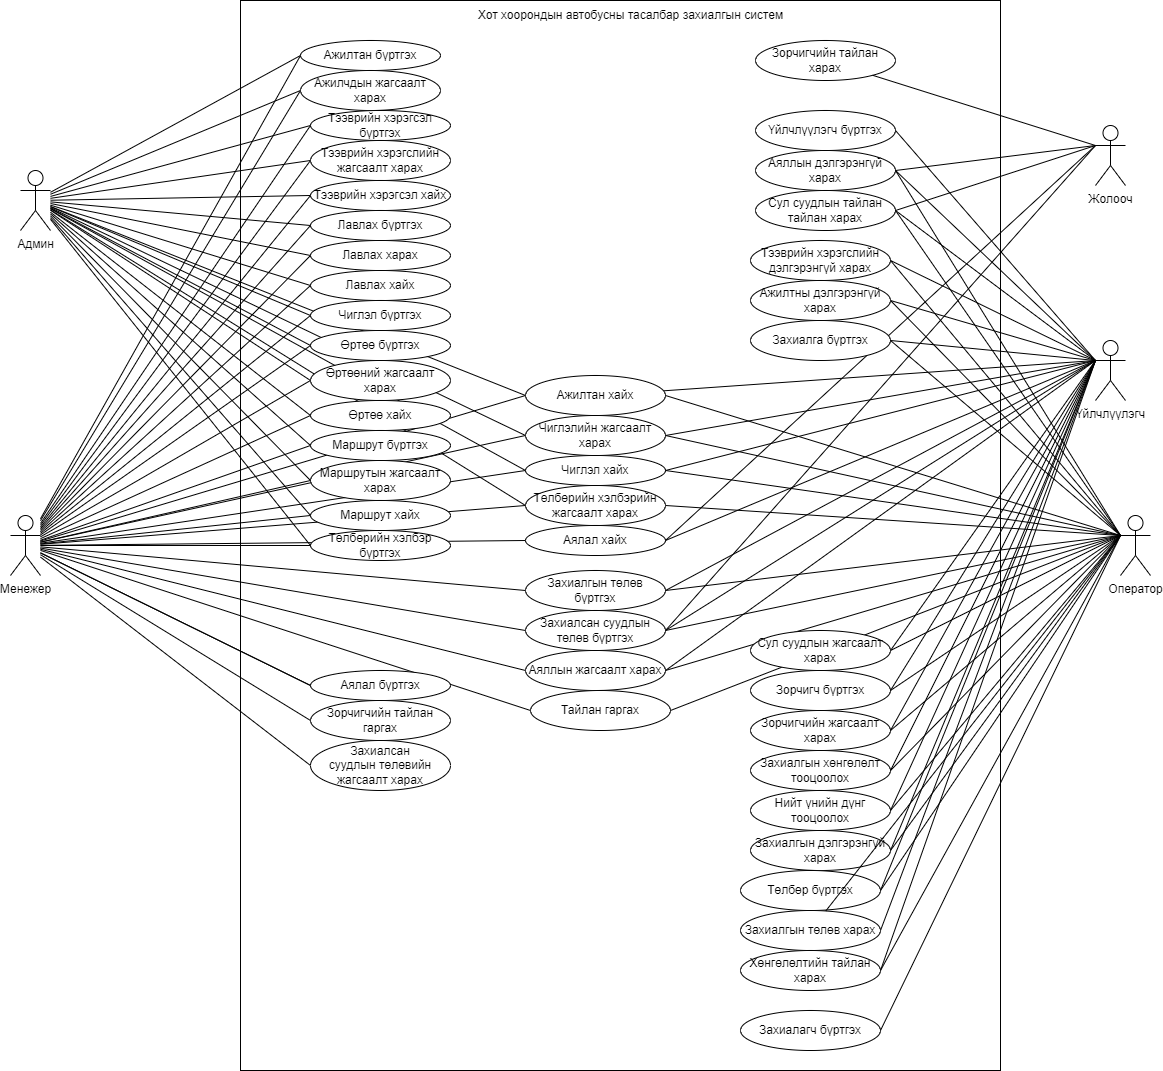 Хот хоорондын автобусны тасалбар захиалгын систем
Ажилтан бүртгэх
Ажилчдын жагсаалт
харах
Тээврийн хэрэгсэл
бүртгэх
Тээврийн хэрэгслийн
жагсаалт харах
Тээврийн хэрэгсэл хайх
Лавлах бүртгэх
Лавлах харах
Лавлах хайх
Чиглэл бүртгэх
Өртөө бүртгэх
Өртөөний жагсаалт
харах
Өртөө хайх
Маршрут бүртгэх
Маршрутын жагсаалт
харах
Маршрут хайх
Төлбөрийн хэлбэр
бүртгэх
Аялал бүртгэх
Зорчигчийн тайлан
гаргах
Захиалсан
суудлын төлөвийн
жагсаалт харах
Админ
Менежер
Ажилтан хайх
Чиглэлийн жагсаалт
харах
Чиглэл хайх
Төлбөрийн хэлбэрийн
жагсаалт харах
Аялал хайх
Захиалгын төлөв
бүртгэх
Захиалсан суудлын
төлөв бүртгэх
Аяллын жагсаалт харах
Тайлан гаргах
Зорчигчийн тайлан
харах
Үйлчлүүлэгч бүртгэх
Аяллын дэлгэрэнгүй
харах
Сул суудлын тайлан
тайлан харах
Тээврийн хэрэгслийн
дэлгэрэнгүй харах
Ажилтны дэлгэрэнгүй
харах
Захиалга бүртгэх
Сул суудлын жагсаалт
харах
Зорчигч бүртгэх
Зорчигчийн жагсаалт
харах
Захиалгын хөнгөлөлт
тооцоолох
Нийт үнийн дүнг
тооцоолох
Захиалгын дэлгэрэнгүй
харах
Төлбөр бүртгэх
Захиалгын төлөв харах
Хөнгөлөлтийн тайлан
харах
Захиалагч бүртгэх
Жолооч
Үйлчлүүлэгч
Оператор